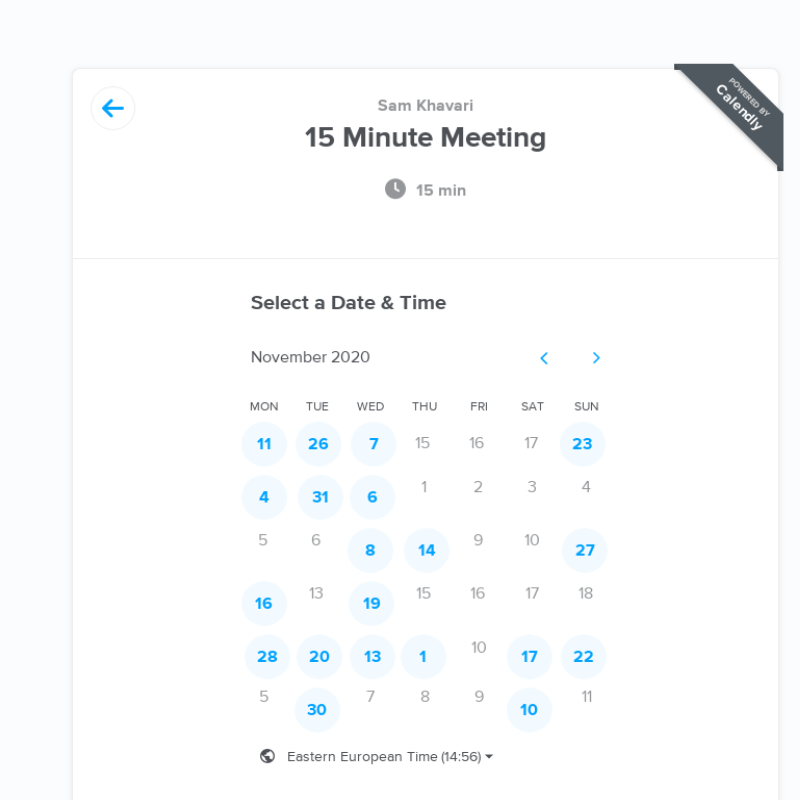 POWERED BY
Calendly
Sam Khavari
15 Minute Meeting
15 min
Select a Date & Time
November 2020
MON TUE WED THU FRI SAT SUN
11 26 7 15 16 17 23
4 31 6 1 2 3 4
5 6 8 14 9 10 27
16 13 19 15 16 17 18
28 20 13 1 10 17 22
5 30 7 8 9 10 11
Eastern European Time (14:56)